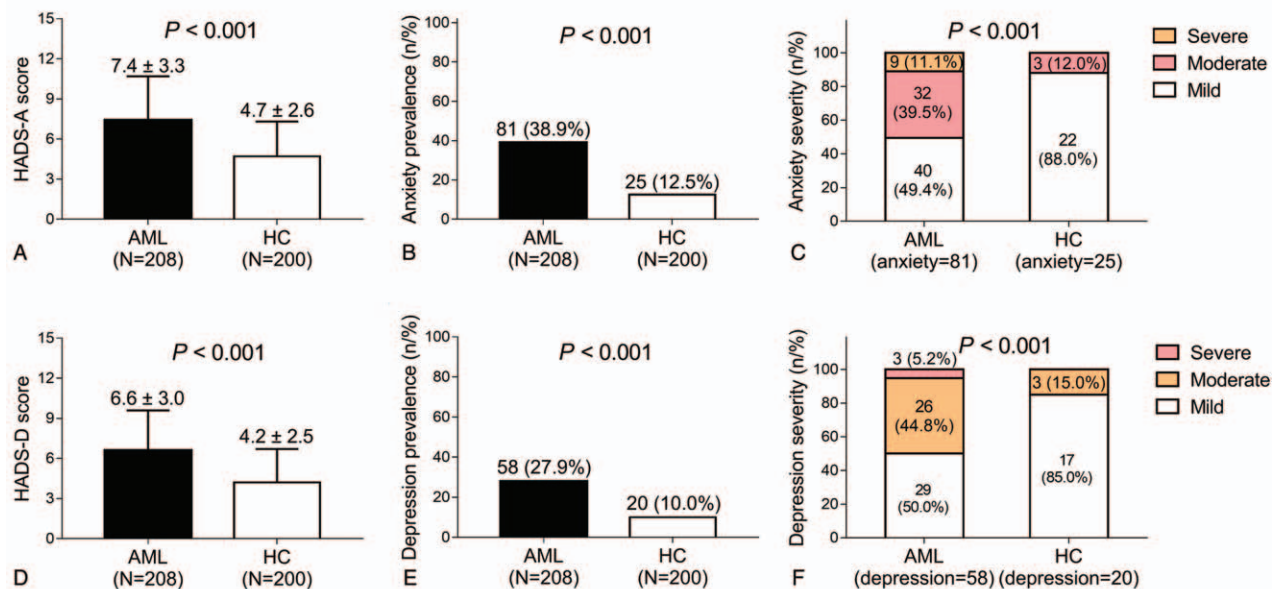 HADS-A score
15
12
9
6
3
0
P < 0.001
7.4 ± 3.3
4.7 ± 2.6
AML
(N=208)
HC
(N=200)
A
Anxiety prevalence (n/%)
100
80
60
40
20
0
P < 0.001
81 (38.9%)
25 (12.5%)
AML
(N=208)
HC
(N=200)
B
Anxiety severity (n/%)
100
80
60
40
20
0
P < 0.001
9 (11.1%)
32
(39.5%)
40
(49.4%)
3 (12.0%)
22
(88.0%)
AML
(anxiety=81)
HC
(anxiety=25)
Severe
Moderate
Mild
C
HADS-D score
15
12
9
6
3
0
P < 0.001
6.6 ± 3.0
4.2 ± 2.5
AML
(N=208)
HC
(N=200)
D
Depression prevalence (n/%)
100
80
60
40
20
0
P < 0.001
58 (27.9%)
20 (10.0%)
AML
(N=208)
HC
(N=200)
E
Depression severity (n/%)
100
80
60
40
20
0
P < 0.001
3 (5.2%)
26
(44.8%)
29
(50.0%)
3 (15.0%)
17
(85.0%)
AML
(depression=58)
HC
(depression=20)
Severe
Moderate
Mild
F